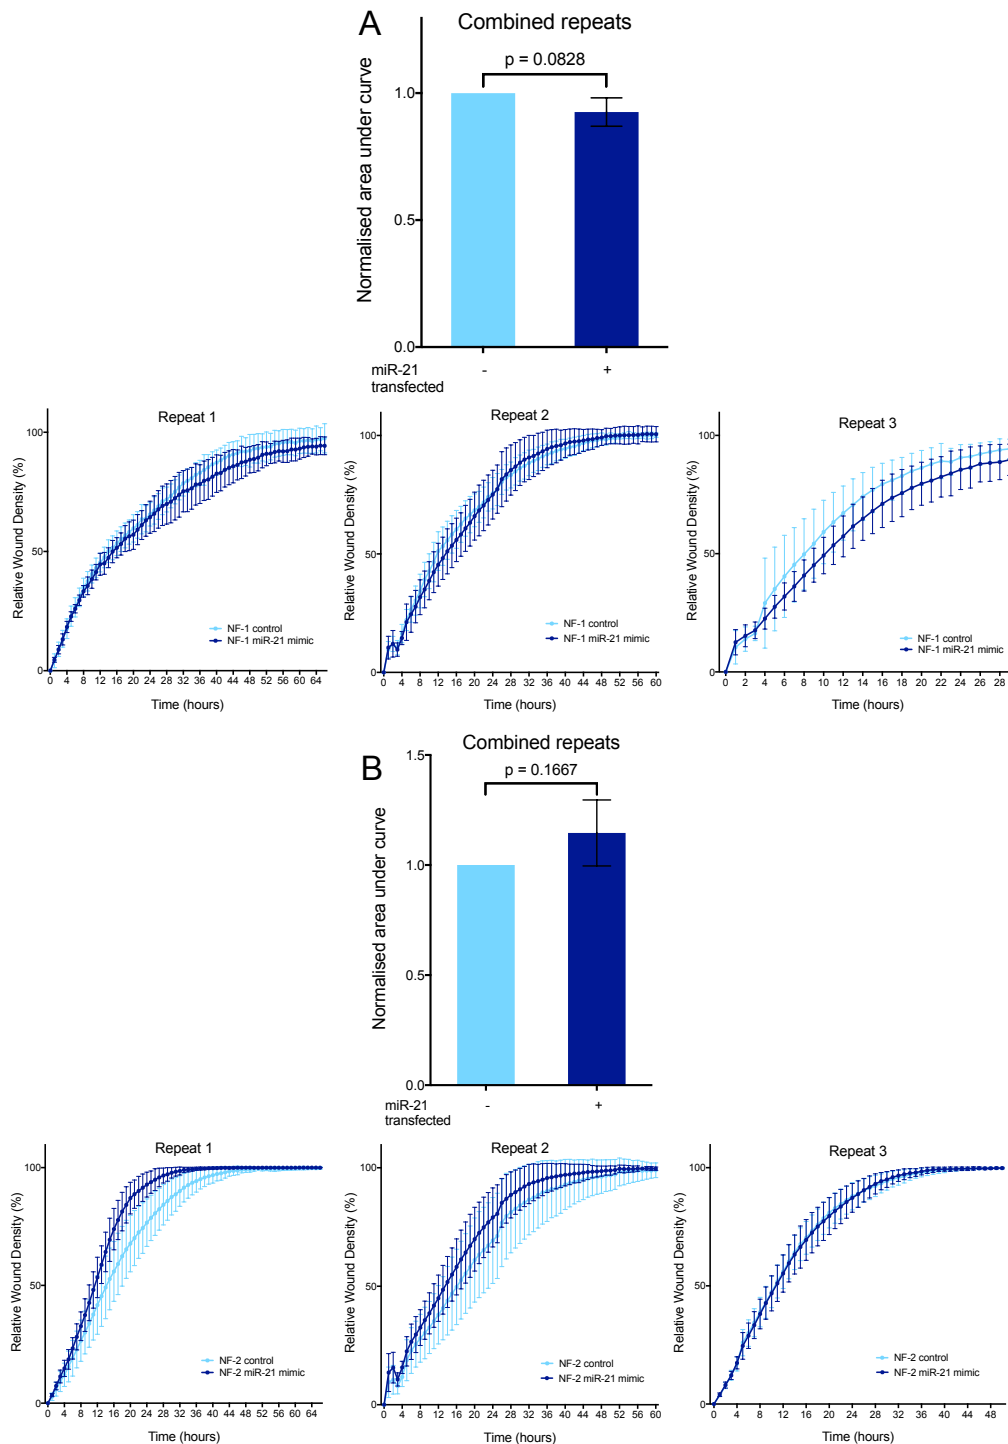 A
Combined repeats
p = 0.0828
Normalised area under curve
1.0
0.5
0.0
miR-21 transfected
- +
Repeat 1
Relative Wound Density (%)
100
50
0
NF-1 control
NF-1 miR-21 mimic
0 4 8 12 16 20 24 28 32 36 40 44 48 52 56 60 64
Time (hours)
Repeat 2
Relative Wound Density (%)
100
50
0
NF-1 control
NF-1 miR-21 mimic
0 4 8 12 16 20 24 28 32 36 40 44 48 52 56 60
Time (hours)
Repeat 3
Relative Wound Density (%)
100
50
0
NF-1 control
NF-1 miR-21 mimic
0 2 4 6 8 10 12 14 16 18 20 22 24 26 28
Time (hours)
B
Combined repeats
p = 0.1667
Normalised area under curve
1.5
1.0
0.5
0.0
miR-21 transfected
- +
Repeat 1
Relative Wound Density (%)
100
50
0
NF-2 control
NF-2 miR-21 mimic
0 4 8 12 16 20 24 28 32 36 40 44 48 52 56 60 64
Time (hours)
Repeat 2
Relative Wound Density (%)
100
50
0
NF-2 control
NF-2 miR-21 mimic
0 4 8 12 16 20 24 28 32 36 40 44 48 52 56 60
Time (hours)
Repeat 3
Relative Wound Density (%)
100
50
0
NF-2 control
NF-2 miR-21 mimic
0 4 8 12 16 20 24 28 32 36 40 44 48
Time (hours)